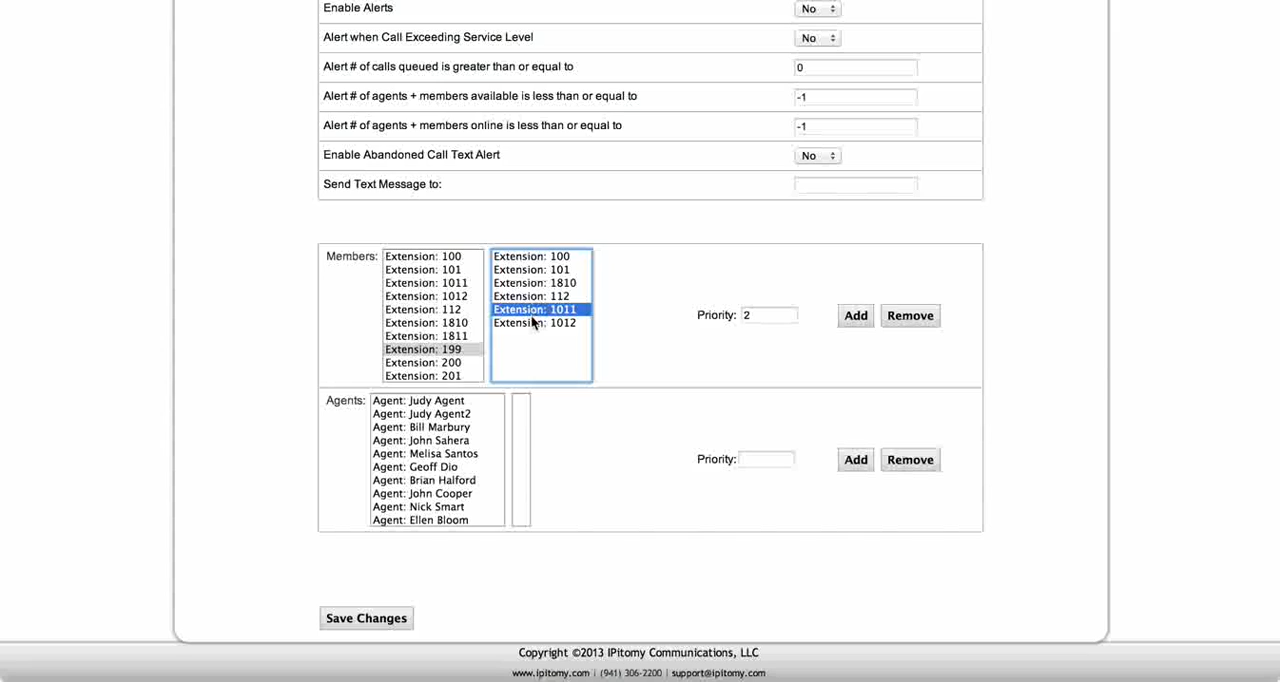 Enable Alerts No
Alert when Call Exceeding Service Level No
Alert # of calls queued is greater than or equal to 0
Alert # of agents + members available is less than or equal to -1
Alert # of agents + members online is less than or equal to -1
Enable Abandoned Call Text Alert No
Send Text Message to:
Members:
Extension: 100
Extension: 101
Extension: 1011
Extension: 1012
Extension: 112
Extension: 1810
Extension: 1811
Extension: 199
Extension: 200
Extension: 201
Extension: 100
Extension: 101
Extension: 1810
Extension: 112
Extension: 1011
Extension: 1012
Priority: 2 Add Remove
Agents:
Agent: Judy Agent
Agent: Judy Agent2
Agent: Bill Marbury
Agent: John Sahera
Agent: Melisa Santos
Agent: Geoff Dio
Agent: Brian Halford
Agent: John Cooper
Agent: Nick Smart
Agent: Ellen Bloom
Priority: Add Remove
Save Changes
Copyright ©2013 IPitomy Communications, LLC
www.ipitomy.com | (941) 306-2200 | support@ipitomy.com